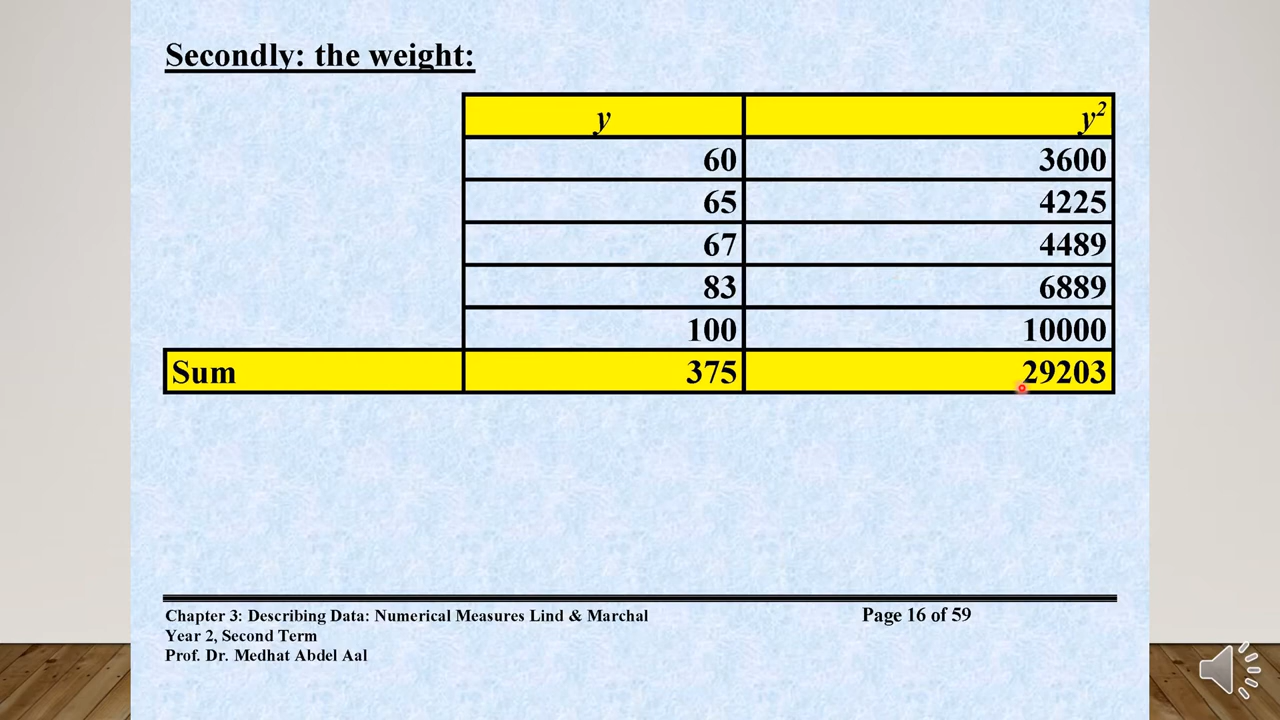 Secondly: the weight:
y y²
60 3600
65 4225
67 4489
83 6889
100 10000
Sum 375 29203
Chapter 3: Describing Data: Numerical Measures Lind & Marchal Page 16 of 59
Year 2, Second Term
Prof. Dr. Medhat Abdel Aal